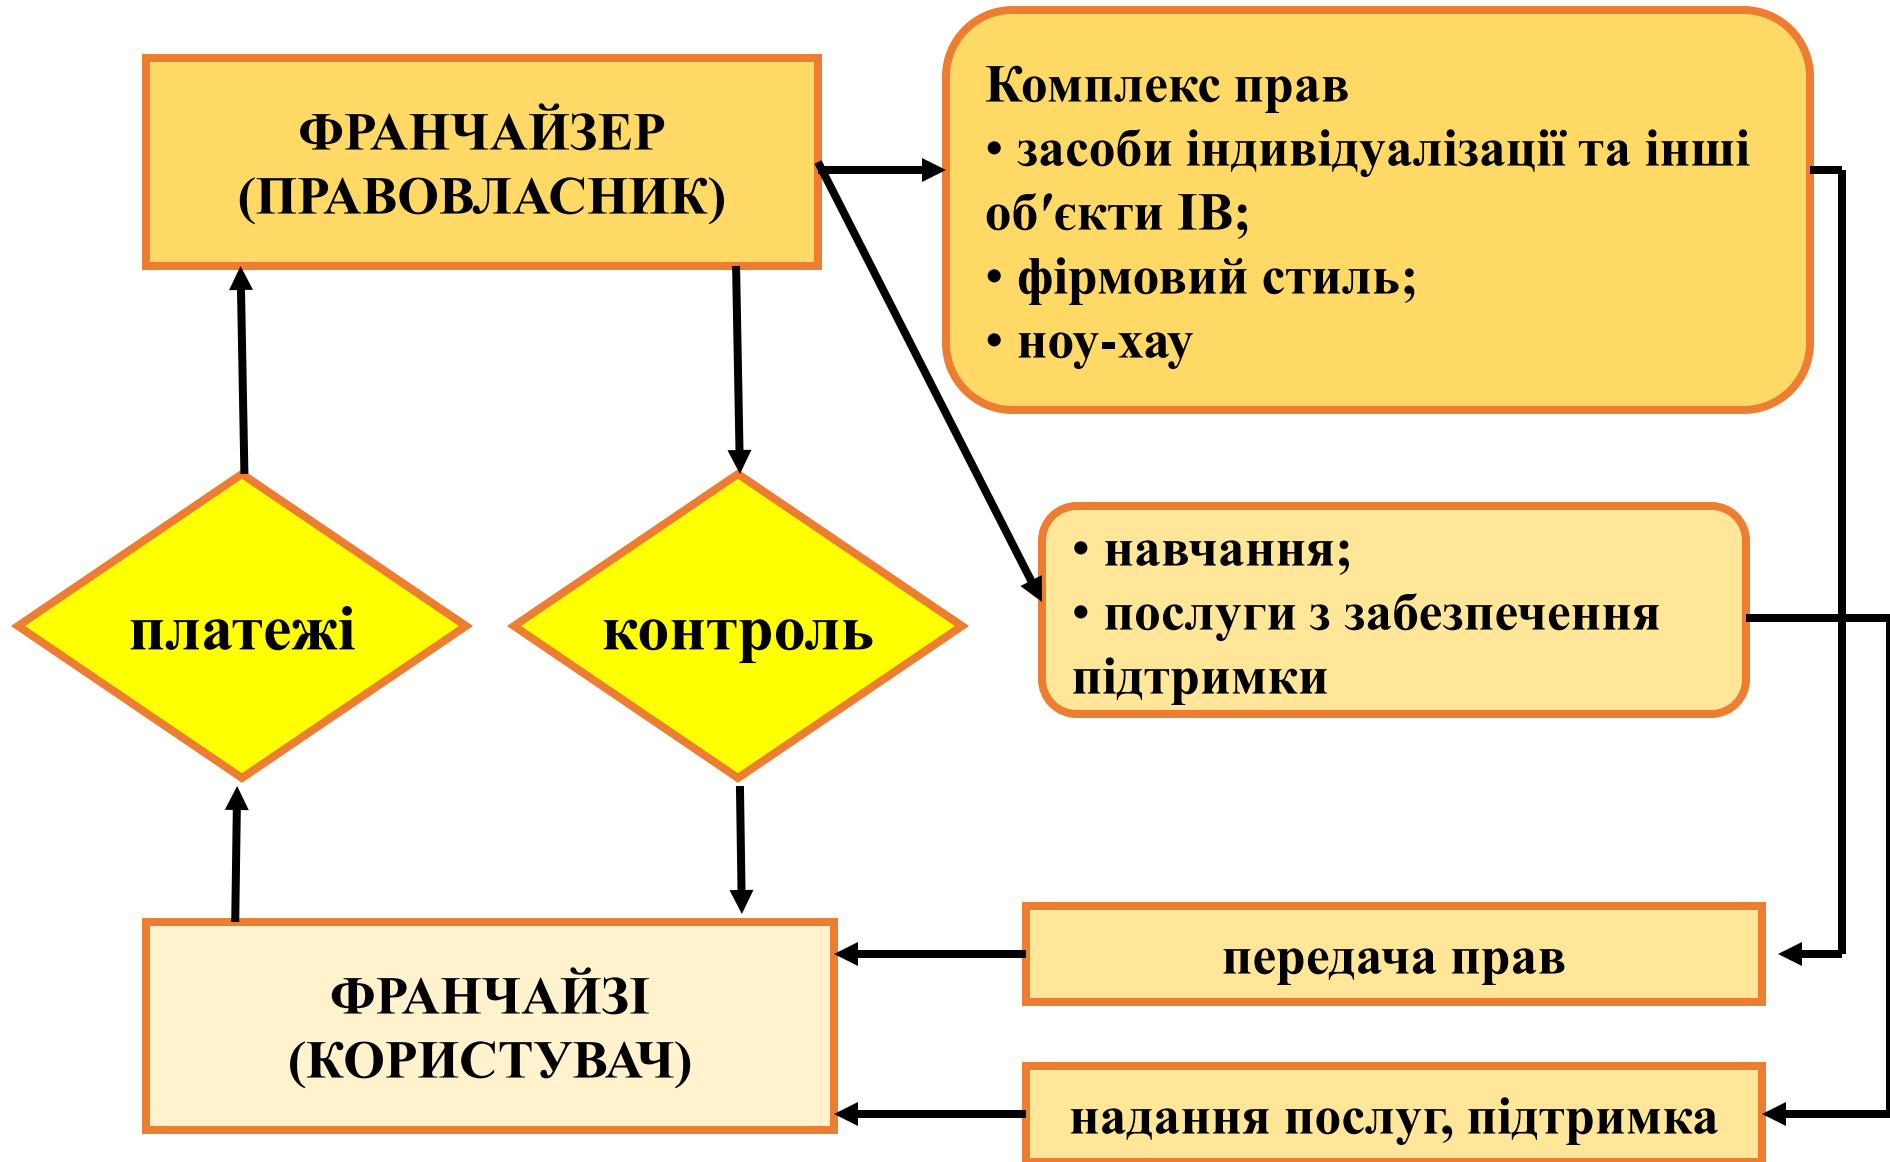 ФРАНЧАЙЗЕР
(ПРАВОВЛАСНИК)
Комплекс прав
• засоби індивідуалізації та інші
об′єкти ІВ;
• фірмовий стиль;
• ноу-хау
платежі
контроль
• навчання;
• послуги з забезпечення
підтримки
ФРАНЧАЙЗІ
(КОРИСТУВАЧ)
передача прав
надання послуг, підтримка